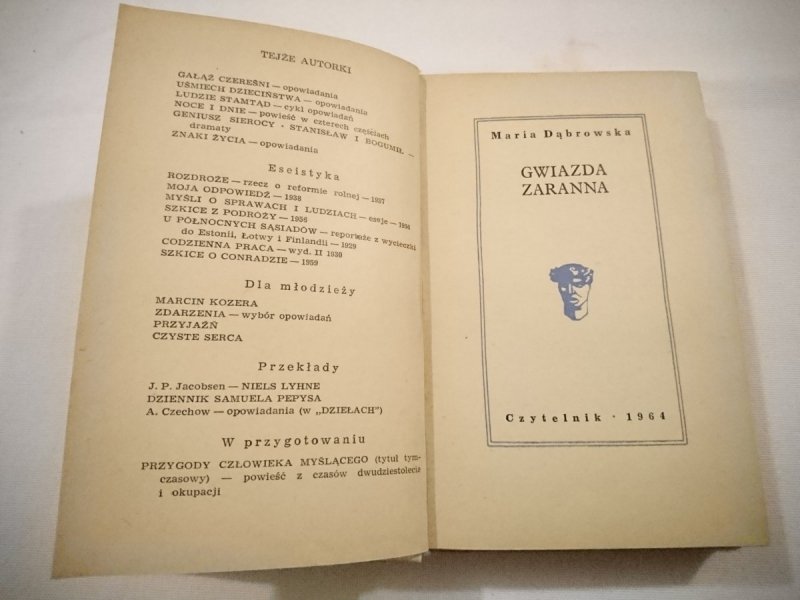 TEJŻE AUTORKI
GAŁĄŹ CZEREŚNI — opowiadania
UŚMIECH DZIECIŃSTWA — opowiadania
LUDZIE STAMTĄD — cykl opowiadań
NOCE I DNIE — powieść w czterech częściach
GENIUSZ SIEROCY · STANISŁAW I BOGUMIŁ —
dramaty
ZNAKI ŻYCIA — opowiadania
Eseistyka
ROZDROŻE — rzecz o reformie rolnej — 1937
MOJA ODPOWIEDŹ — 1938
MYŚLI O SPRAWACH I LUDZIACH — eseje — 1956
SZKICE Z PODRÓŻY — 1956
U PÓŁNOCNYCH SĄSIADÓW — reportaże z wycieczki
do Estonii, Łotwy i Finlandii — 1929
CODZIENNA PRACA — wyd. II 1939
SZKICE O CONRADZIE — 1959
Dla młodzieży
MARCIN KOZERA
ZDARZENIA — wybór opowiadań
PRZYJAŹŃ
CZYSTE SERCA
Przekłady
J. P. Jacobsen — NIELS LYHNE
DZIENNIK SAMUELA PEPYSA
A. Czechow — opowiadania (w „DZIEŁACH")
W przygotowaniu
PRZYGODY CZŁOWIEKA MYŚLĄCEGO (tytuł tym-
czasowy) — powieść z czasów dwudziestolecia
i okupacji
Maria Dąbrowska
GWIAZDA
ZARANNA
Czytelnik · 1964